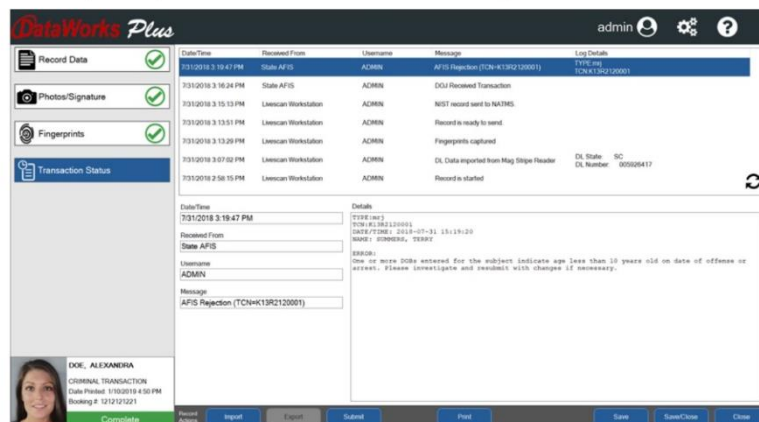 DataWorks Plus
admin
?
Record Data
Photos/Signature
Fingerprints
Transaction Status
Date/Time Received From Username Message Log Details
7/31/2018 3:19:47 PM State AFIS ADMIN AFIS Rejection (TCN=K13R2120001) TYPE:mrj
TCN:K13R2120001
7/31/2018 3:16:24 PM State AFIS ADMIN DOJ Received Transaction
7/31/2018 3:15:13 PM Livescan Workstation ADMIN NIST record sent to NATMS.
7/31/2018 3:13:51 PM Livescan Workstation ADMIN Record is ready to send.
7/31/2018 3:13:29 PM Livescan Workstation ADMIN Fingerprints captured
7/31/2018 3:07:02 PM Livescan Workstation ADMIN DL Data imported from Mag Stripe Reader DL State: SC
DL Number: 005926417
7/31/2018 2:58:15 PM Livescan Workstation ADMIN Record is started
Date/Time
7/31/2018 3:19:47 PM
Received From
State AFIS
Username
ADMIN
Message
AFIS Rejection (TCN=K13R2120001)
Details
TYPE:mrj
TCN:K13R2120001
DATE/TIME: 2018-07-31 15:19:20
NAME: SUMMERS, TERRY
ERROR:
One or more DOBs entered for the subject indicate age less than 10 years old on date of offense or
arrest. Please investigate and resubmit with changes if necessary.
DOE, ALEXANDRA
CRIMINAL TRANSACTION
Date Printed: 1/10/2019 4:50 PM
Booking #: 1212121221
Complete
Record
Actions
Import Export Submit Print Save Save/Close Close